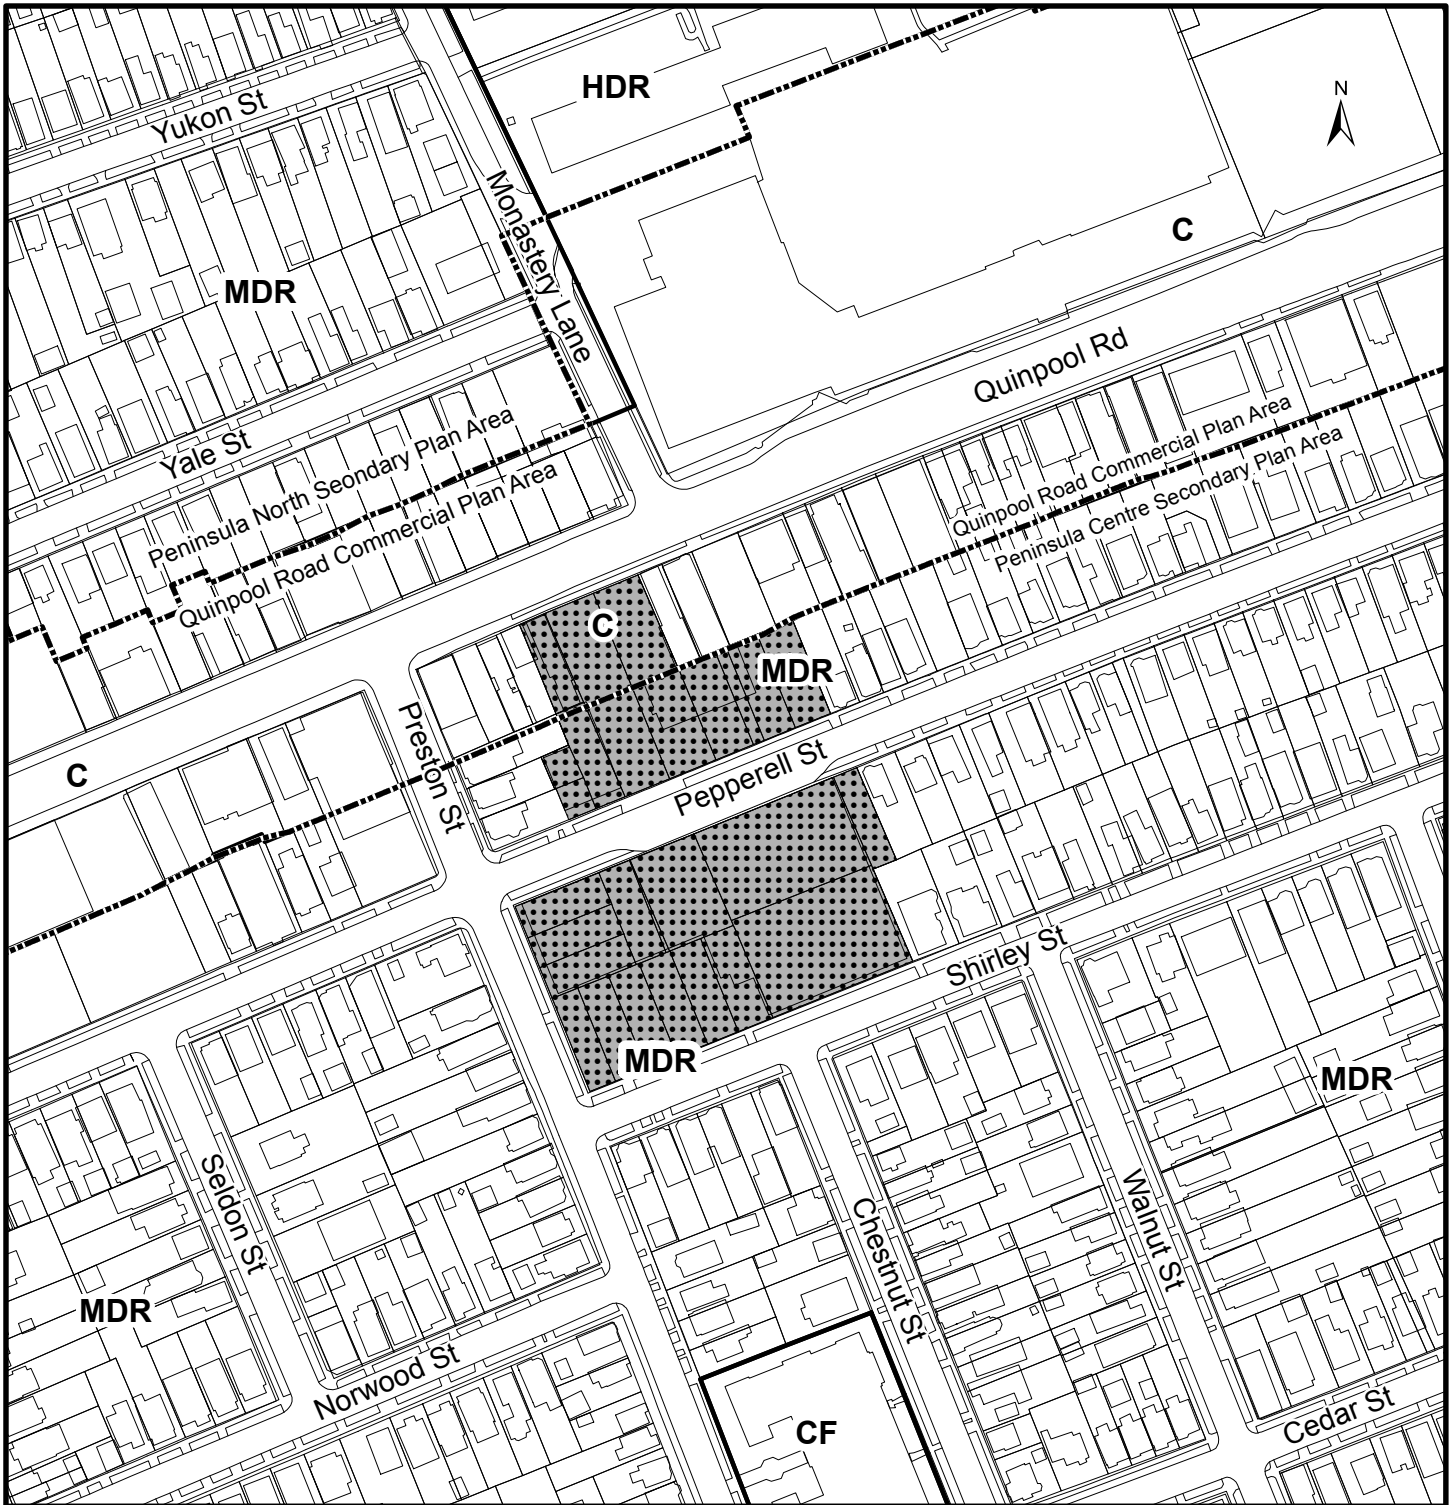 HDR
N
Yukon St
Monastery Lane
C
MDR
Quinpool Rd
Yale St
Peninsula North Seondary Plan Area
Quinpool Road Commercial Plan Area
Quinpool Road Commercial Plan Area
Peninsula Centre Secondary Plan Area
C
MDR
Preston St
C
Pepperell St
Shirley St
MDR
MDR
Seldon St
Chestnut St
Walnut St
MDR
Norwood St
Cedar St
CF